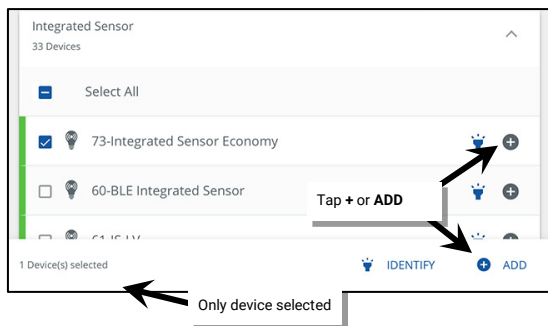 Integrated Sensor
33 Devices
Select All
73-Integrated Sensor Economy
60-BLE Integrated Sensor
Tap + or ADD
1 Device(s) selected
IDENTIFY
ADD
Only device selected